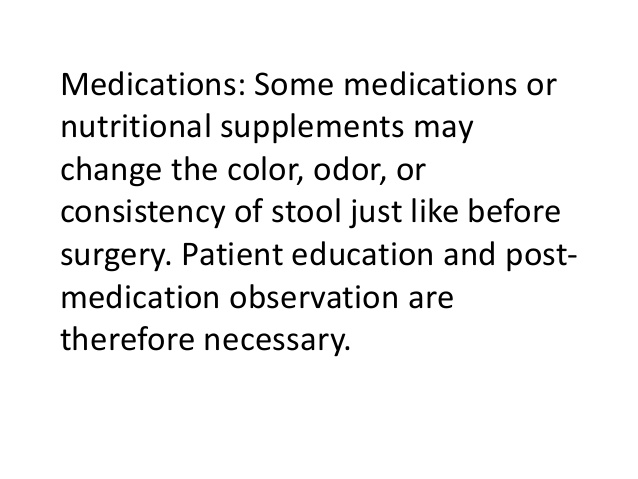 Medications: Some medications or
nutritional supplements may
change the color, odor, or
consistency of stool just like before
surgery. Patient education and post-
medication observation are
therefore necessary.